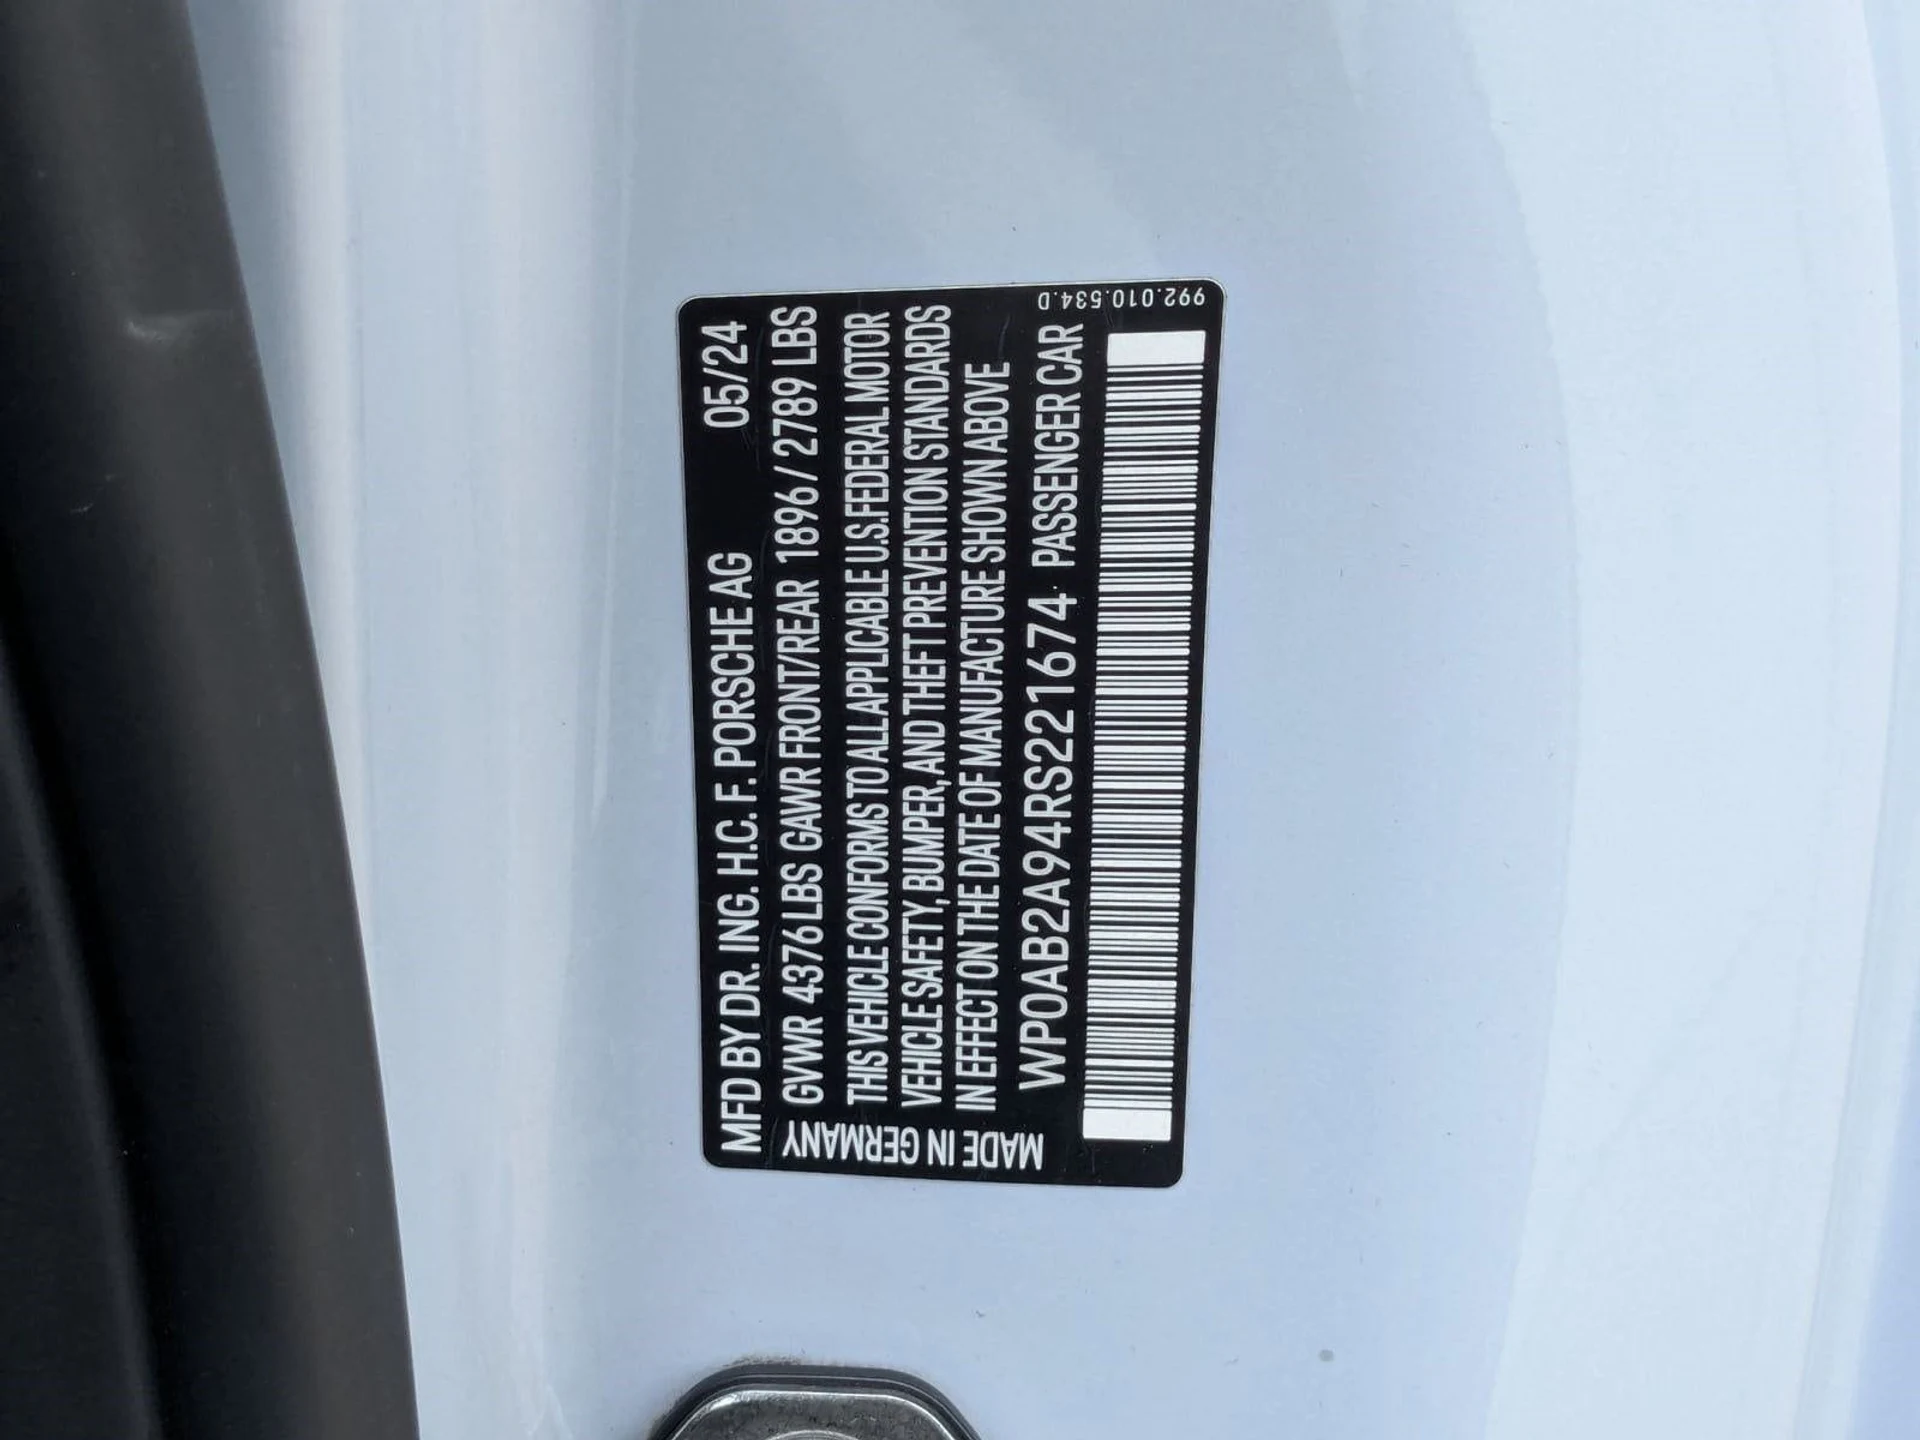 MFD BY DR. ING. H.C. F. PORSCHE AG 05/24
GVWR 4376 LBS GAWR FRONT/REAR 1896/2789 LBS
THIS VEHICLE CONFORMS TO ALL APPLICABLE U.S. FEDERAL MOTOR
VEHICLE SAFETY, BUMPER, AND THEFT PREVENTION STANDARDS
IN EFFECT ON THE DATE OF MANUFACTURE SHOWN ABOVE
WP0AB2A94RS221674 PASSENGER CAR
MADE IN GERMANY
992.010.534.D